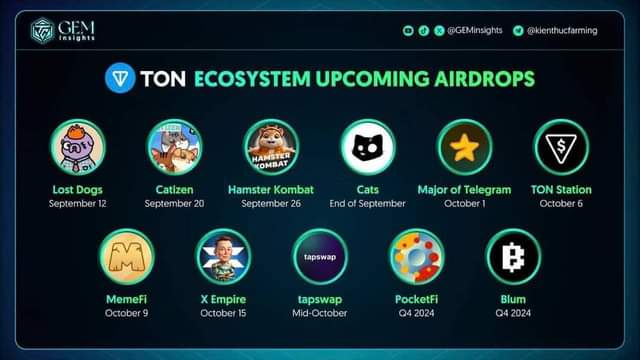 GEM
Insights
@GEMinsights @kienthucfarming
TON ECOSYSTEM UPCOMING AIRDROPS
CATIZEN
HAMSTER
KOMBAT
$
Lost Dogs Catizen Hamster Kombat Cats Major of Telegram TON Station
September 12 September 20 September 26 End of September October 1 October 6
tapswap
MemeFi X Empire tapswap PocketFi Blum
October 9 October 15 Mid-October Q4 2024 Q4 2024